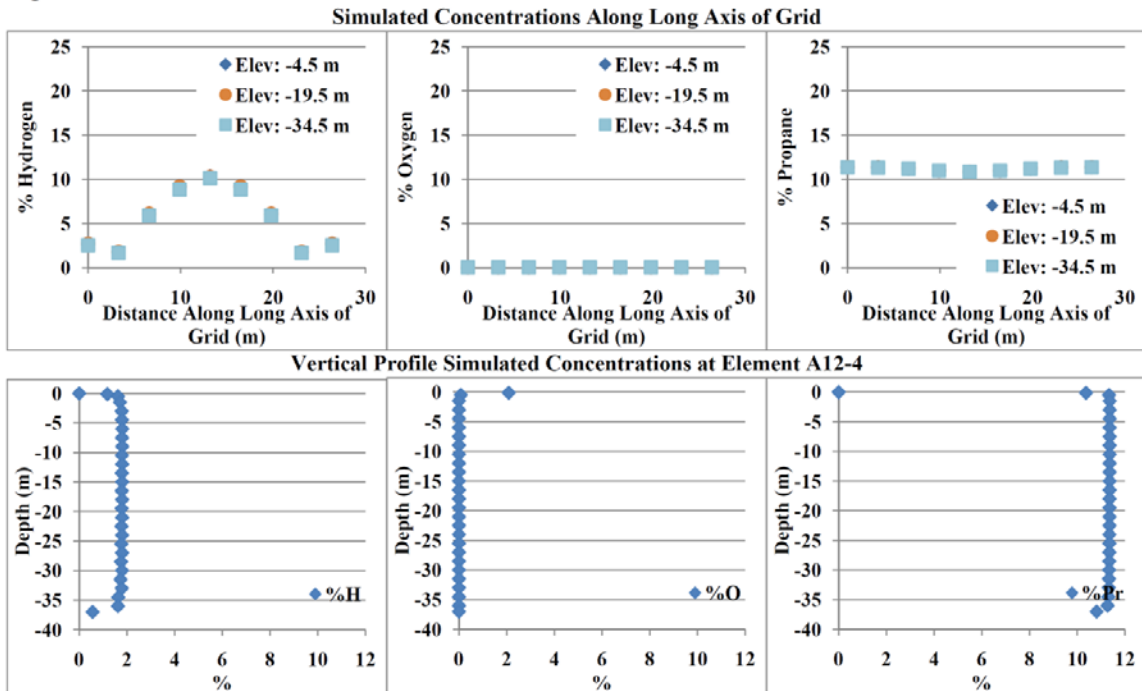 Simulated Concentrations Along Long Axis of Grid
25
20
15
10
5
0
% Hydrogen
Elev: -4.5 m
Elev: -19.5 m
Elev: -34.5 m
0 10 20 30
Distance Along Long Axis of
Grid (m)
25
20
15
10
5
0
% Oxygen
Elev: -4.5 m
Elev: -19.5 m
Elev: -34.5 m
0 10 20 30
Distance Along Long Axis of
Grid (m)
25
20
15
10
5
0
% Propane
Elev: -4.5 m
Elev: -19.5 m
Elev: -34.5 m
0 10 20 30
Distance Along Long Axis of
Grid (m)
Vertical Profile Simulated Concentrations at Element A12-4
0
-5
-10
-15
-20
-25
-30
-35
-40
Depth (m)
%H
0 2 4 6 8 10 12
%
0
-5
-10
-15
-20
-25
-30
-35
-40
Depth (m)
%O
0 2 4 6 8 10 12
%
0
-5
-10
-15
-20
-25
-30
-35
-40
Depth (m)
%Pr
0 2 4 6 8 10 12
%